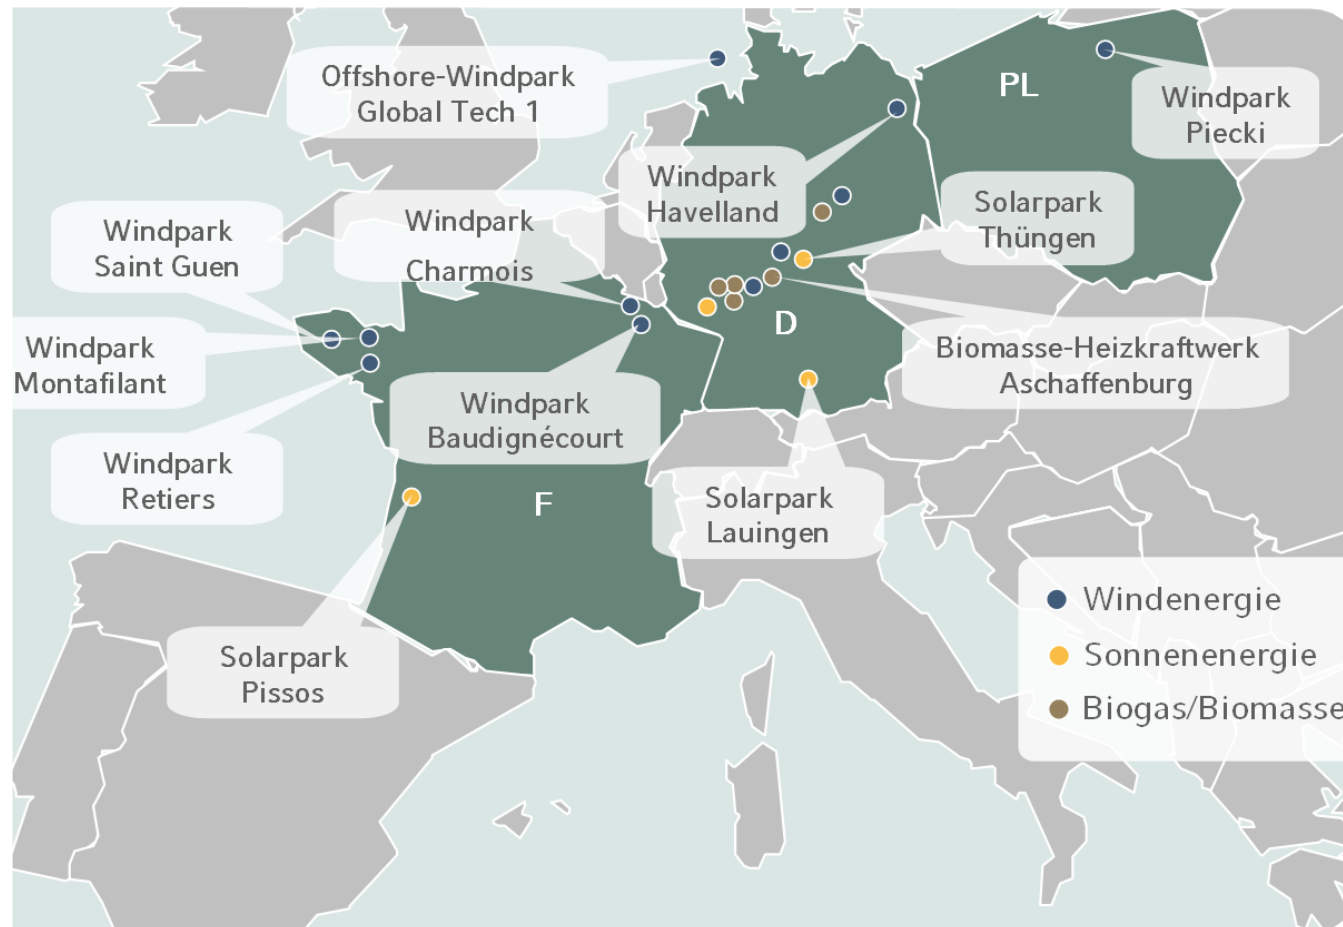 Offshore-Windpark
Global Tech 1
PL
Windpark
Piecki
Windpark
Havelland
Solarpark
Thüngen
Windpark
Charmois
Windpark
Saint Guen
D
Windpark
Montafilant
Biomasse-Heizkraftwerk
Aschaffenburg
Windpark
Baudignécourt
Windpark
Retiers
F
Solarpark
Lauingen
Solarpark
Pissos
Windenergie
Sonnenenergie
Biogas/Biomasse